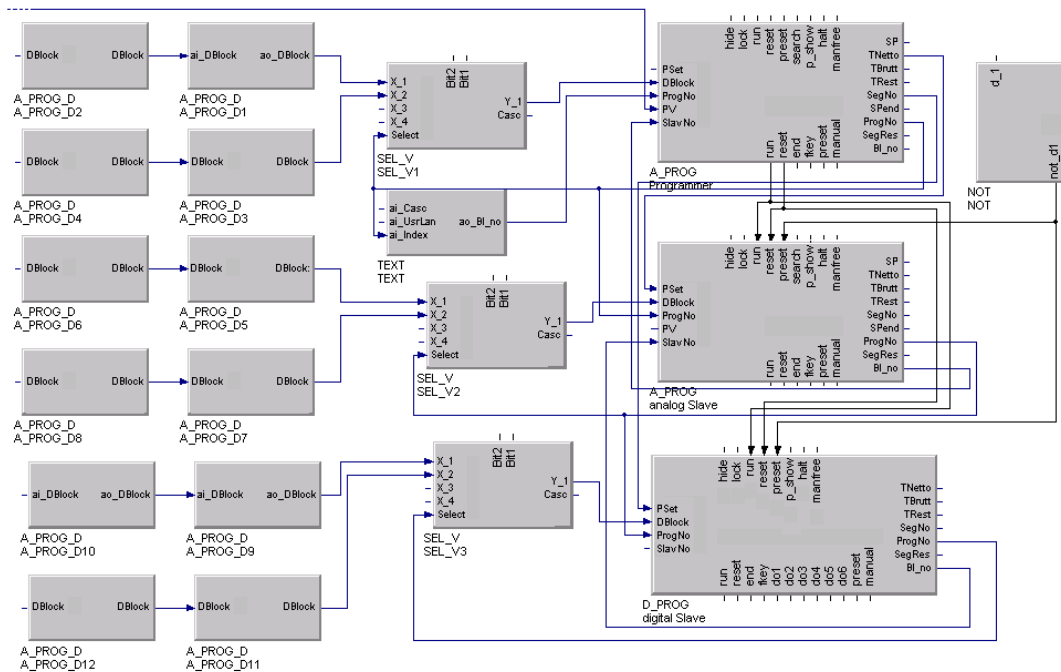 DBlock DBlock
A_PROG_D
A_PROG_D2
ai_DBlock ao_DBlock
A_PROG_D
A_PROG_D1
DBlock DBlock
A_PROG_D
A_PROG_D4
DBlock DBlock
A_PROG_D
A_PROG_D3
DBlock DBlock
A_PROG_D
A_PROG_D6
DBlock DBlock:
A_PROG_D
A_PROG_D5
DBlock DBlock
A_PROG_D
A_PROG_D8
DBlock DBlock
A_PROG_D
A_PROG_D7
ai_DBlock ao_DBlock
A_PROG_D
A_PROG_D10
ai_DBlock ao_DBlock
A_PROG_D
A_PROG_D9
DBlock DBlock
A_PROG_D
A_PROG_D12
DBlock DBlock
A_PROG_D
A_PROG_D11
Bit2
Bit1
X_1
X_2
X_3
X_4
Select
Y_1
Casc
SEL_V
SEL_V1
ai_Casc
ai_UsrLan
ai_Index
ao_Bl_no
TEXT
TEXT
Bit2
Bit1
X_1
X_2
X_3
X_4
Select
Y_1
Casc
SEL_V
SEL_V2
Bit2
Bit1
X_1
X_2
X_3
X_4
Select
Y_1
Casc
SEL_V
SEL_V3
hide
lock
run
reset
preset
search
p_show
halt
manfree
PSet
DBlock
ProgNo
PV
SlavNo
SP
TNetto
TBrutt
TRest
SegNo
SPend
ProgNo
SegRes
Bl_no
run
reset
end
fkey
preset
manual
A_PROG
Programmer
hide
lock
run
reset
preset
search
p_show
halt
manfree
PSet
DBlock
ProgNo
PV
SlavNo
SP
TNetto
TBrutt
TRest
SegNo
SPend
ProgNo
SegRes
Bl_no
run
reset
end
fkey
preset
manual
A_PROG
analog Slave
hide
lock
run
reset
preset
p_show
halt
manfree
PSet
DBlock
ProgNo
SlavNo
TNetto
TBrutt
TRest
SegNo
ProgNo
SegRes
Bl_no
run
reset
end
fkey
do1
do2
do3
do4
do5
do6
preset
manual
D_PROG
digital Slave
d_1
not_d1
NOT
NOT